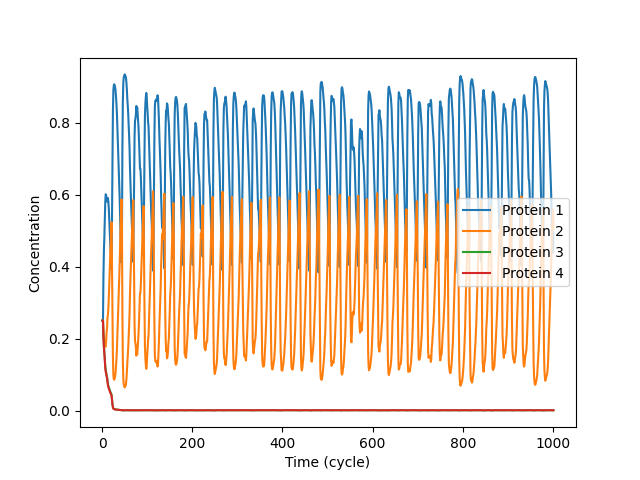 Concentration
0.8
0.6
0.4
0.2
0.0
Protein 1
Protein 2
Protein 3
Protein 4
0
200
400
600
800
1000
Time (cycle)